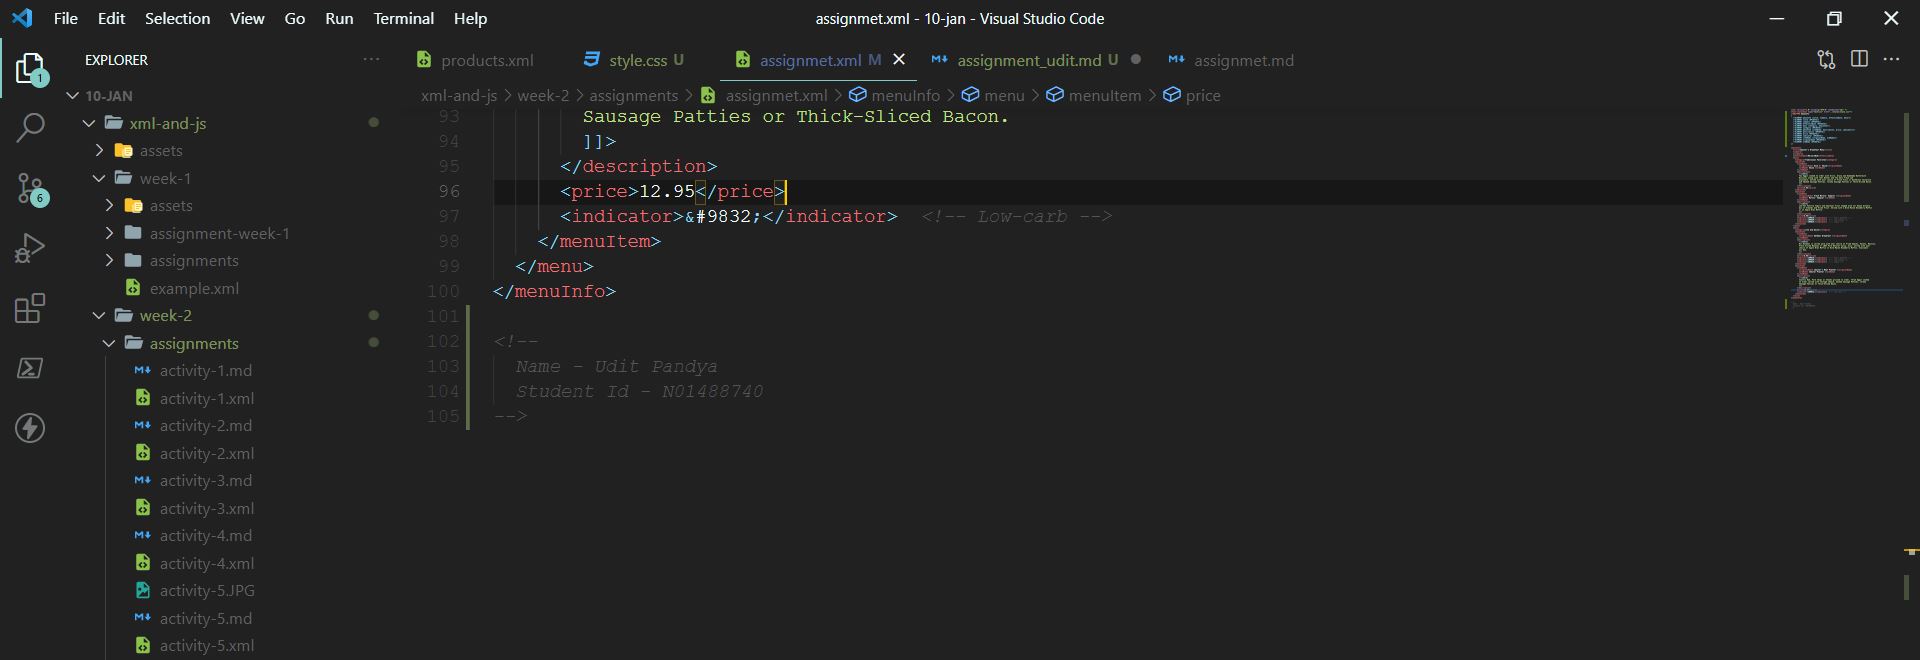 File Edit Selection View Go Run Terminal Help
assignmet.xml - 10-jan - Visual Studio Code
EXPLORER
products.xml
style.css U
assignmet.xml M
assignment_udit.md U
assignmet.md
1
6
10-JAN
xml-and-js
assets
week-1
assets
assignment-week-1
assignments
example.xml
week-2
assignments
activity-1.md
activity-1.xml
activity-2.md
activity-2.xml
activity-3.md
activity-3.xml
activity-4.md
activity-4.xml
activity-5.JPG
activity-5.md
activity-5.xml
xml-and-js > week-2 > assignments > assignmet.xml > menuInfo > menu > menuItem > price
93 Sausage Patties or Thick-Sliced Bacon.
94 ]]>
95 </description>
96 <price>12.95</price>
97 <indicator>&#9832;</indicator> <!-- Low-carb -->
98 </menuItem>
99 </menu>
100 </menuInfo>
101
102 <!--
103 Name - Udit Pandya
104 Student Id - N01488740
105 -->